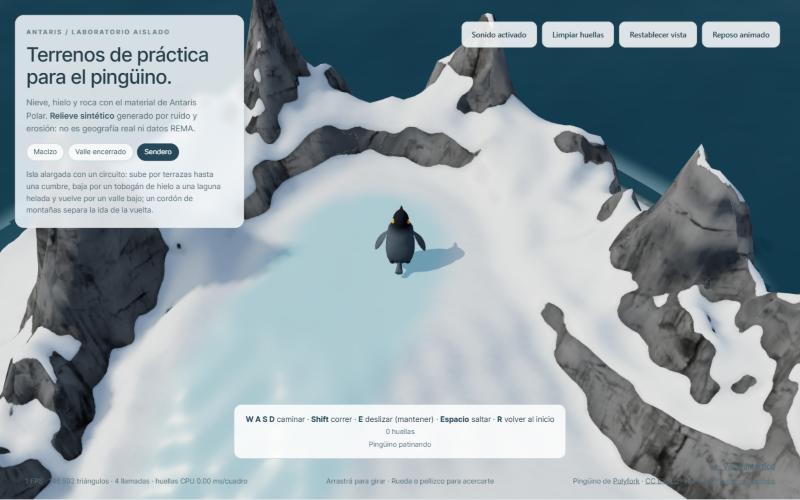 ANTARIS / LABORATORIO AISLADO
Terrenos de práctica
para el pingüino.
Nieve, hielo y roca con el material de Antaris
Polar. Relieve sintético generado por ruido y
erosión: no es geografía real ni datos REMA.
Macizo
Valle encerrado
Sendero
Isla alargada con un circuito: sube por terrazas hasta
una cumbre, baja por un tobogán de hielo a una laguna
helada y vuelve por un valle bajo; un cordón de
montañas separa la ida de la vuelta.
Sonido activado
Limpiar huellas
Restablecer vista
Reposo animado
W A S D caminar · Shift correr · E deslizar (mantener) · Espacio saltar · R volver al inicio
0 huellas
Pingüino patinando
triángulos · 4 llamadas · huellas CPU 0.00 ms/cuadro
Arrastrá para girar · Rueda o pellizco para acercarte
Pingüino de Polyfork ·